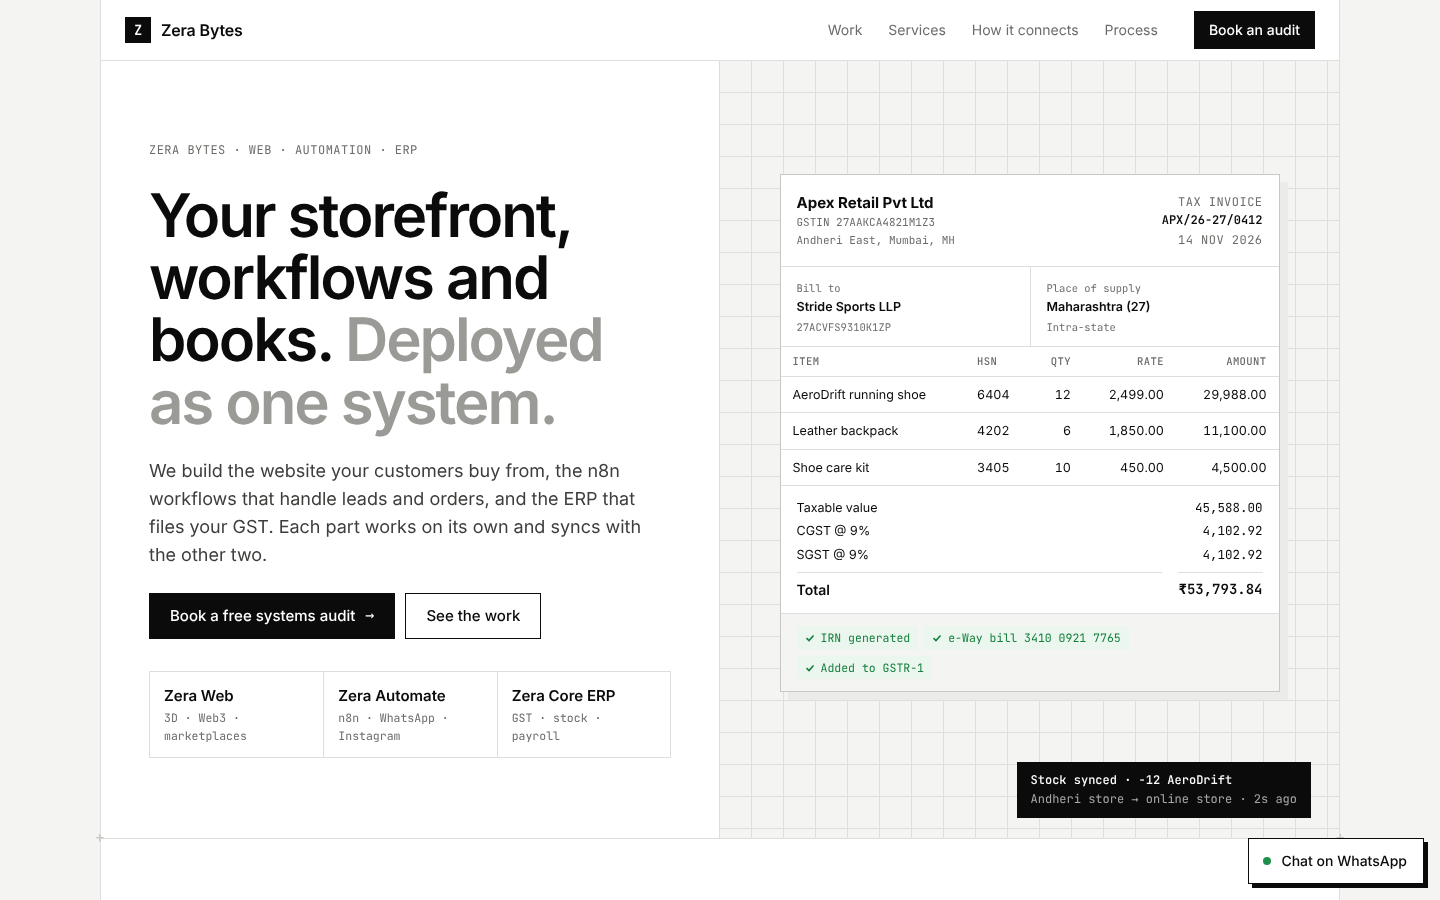 Z Zera Bytes
Work Services How it connects Process Book an audit
ZERA BYTES · WEB · AUTOMATION · ERP
Your storefront,
workflows and
books. Deployed
as one system.
We build the website your customers buy from, the n8n
workflows that handle leads and orders, and the ERP that
files your GST. Each part works on its own and syncs with
the other two.
Book a free systems audit →
See the work
Zera Web
3D · Web3 ·
marketplaces
Zera Automate
n8n · WhatsApp ·
Instagram
Zera Core ERP
GST · stock ·
payroll
Apex Retail Pvt Ltd
GSTIN 27AAKCA4821M1Z3
Andheri East, Mumbai, MH
TAX INVOICE
APX/26-27/0412
14 NOV 2026
Bill to
Stride Sports LLP
27ACVFS9310K1ZP
Place of supply
Maharashtra (27)
Intra-state
ITEM HSN QTY RATE AMOUNT
AeroDrift running shoe 6404 12 2,499.00 29,988.00
Leather backpack 4202 6 1,850.00 11,100.00
Shoe care kit 3405 10 450.00 4,500.00
Taxable value 45,588.00
CGST @ 9% 4,102.92
SGST @ 9% 4,102.92
Total ₹53,793.84
✓ IRN generated ✓ e-Way bill 3410 0921 7765
✓ Added to GSTR-1
Stock synced · -12 AeroDrift
Andheri store → online store · 2s ago
Chat on WhatsApp